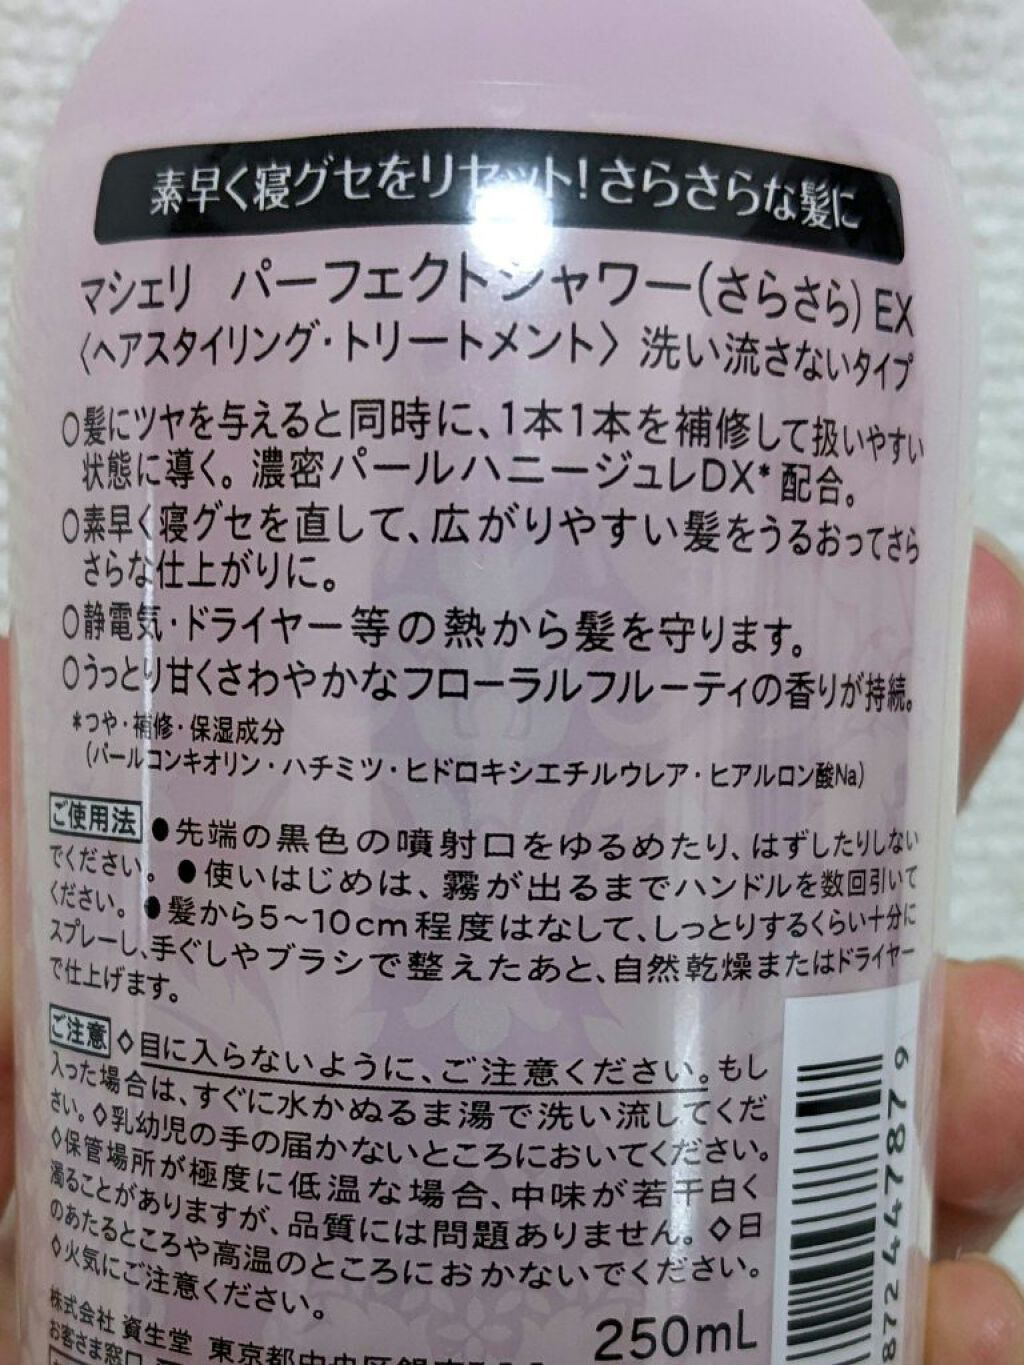 素早く寝グセをリセット!さらさらな髪に
マシェリ パーフェクトシャワー(さらさら) EX
〈ヘアスタイリング・トリートメント〉洗い流さないタイプ
○髪にツヤを与えると同時に、1本1本を補修して扱いやすい
状態に導く。濃密パールハニージュレDX*配合。
○素早く寝グセを直して、広がりやすい髪をうるおってさら
さらな仕上がりに。
○静電気・ドライヤー等の熱から髪を守ります。
○うっとり甘くさわやかなフローラルフルーティの香りが持続。
*つや・補修・保湿成分
(パールコンキオリン・ハチミツ・ヒドロキシエチルウレア・ヒアルロン酸Na)
ご使用法 ●先端の黒色の噴射口をゆるめたり、はずしたりしない
でください。●使いはじめは、霧が出るまでハンドルを数回引いて
ください。●髪から5~10cm程度はなして、しっとりするくらい十分に
スプレーし、手ぐしやブラシで整えたあと、自然乾燥またはドライヤー
で仕上げます。
ご注意 ◇目に入らないように、ご注意ください。もし
入った場合は、すぐに水かぬるま湯で洗い流してくだ
さい。◇乳幼児の手の届かないところにおいてください。
◇保管場所が極度に低温な場合、中味が若干白く
濁ることがありますが、品質には問題ありません。◇日
のあたるところや高温のところにおかないでください。
◇火気にご注意ください。
株式会社 資生堂 東京都中央区銀座
お客さま窓口
250mL
872447879